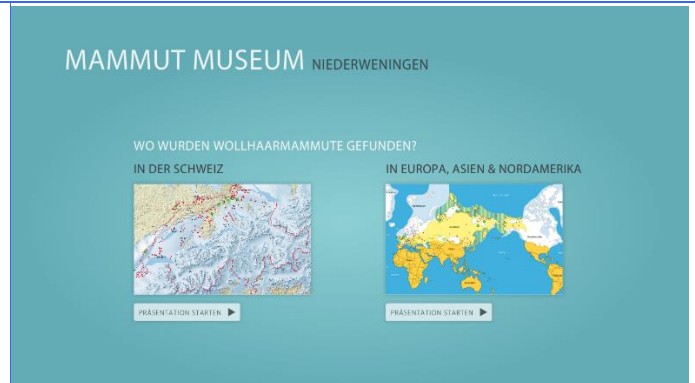 MAMMUT MUSEUM NIEDERWENINGEN
WO WURDEN WOLLHAARMAMMUTE GEFUNDEN?
IN DER SCHWEIZ
IN EUROPA, ASIEN & NORDAMERIKA
PRÄSENTATION STARTEN
PRÄSENTATION STARTEN